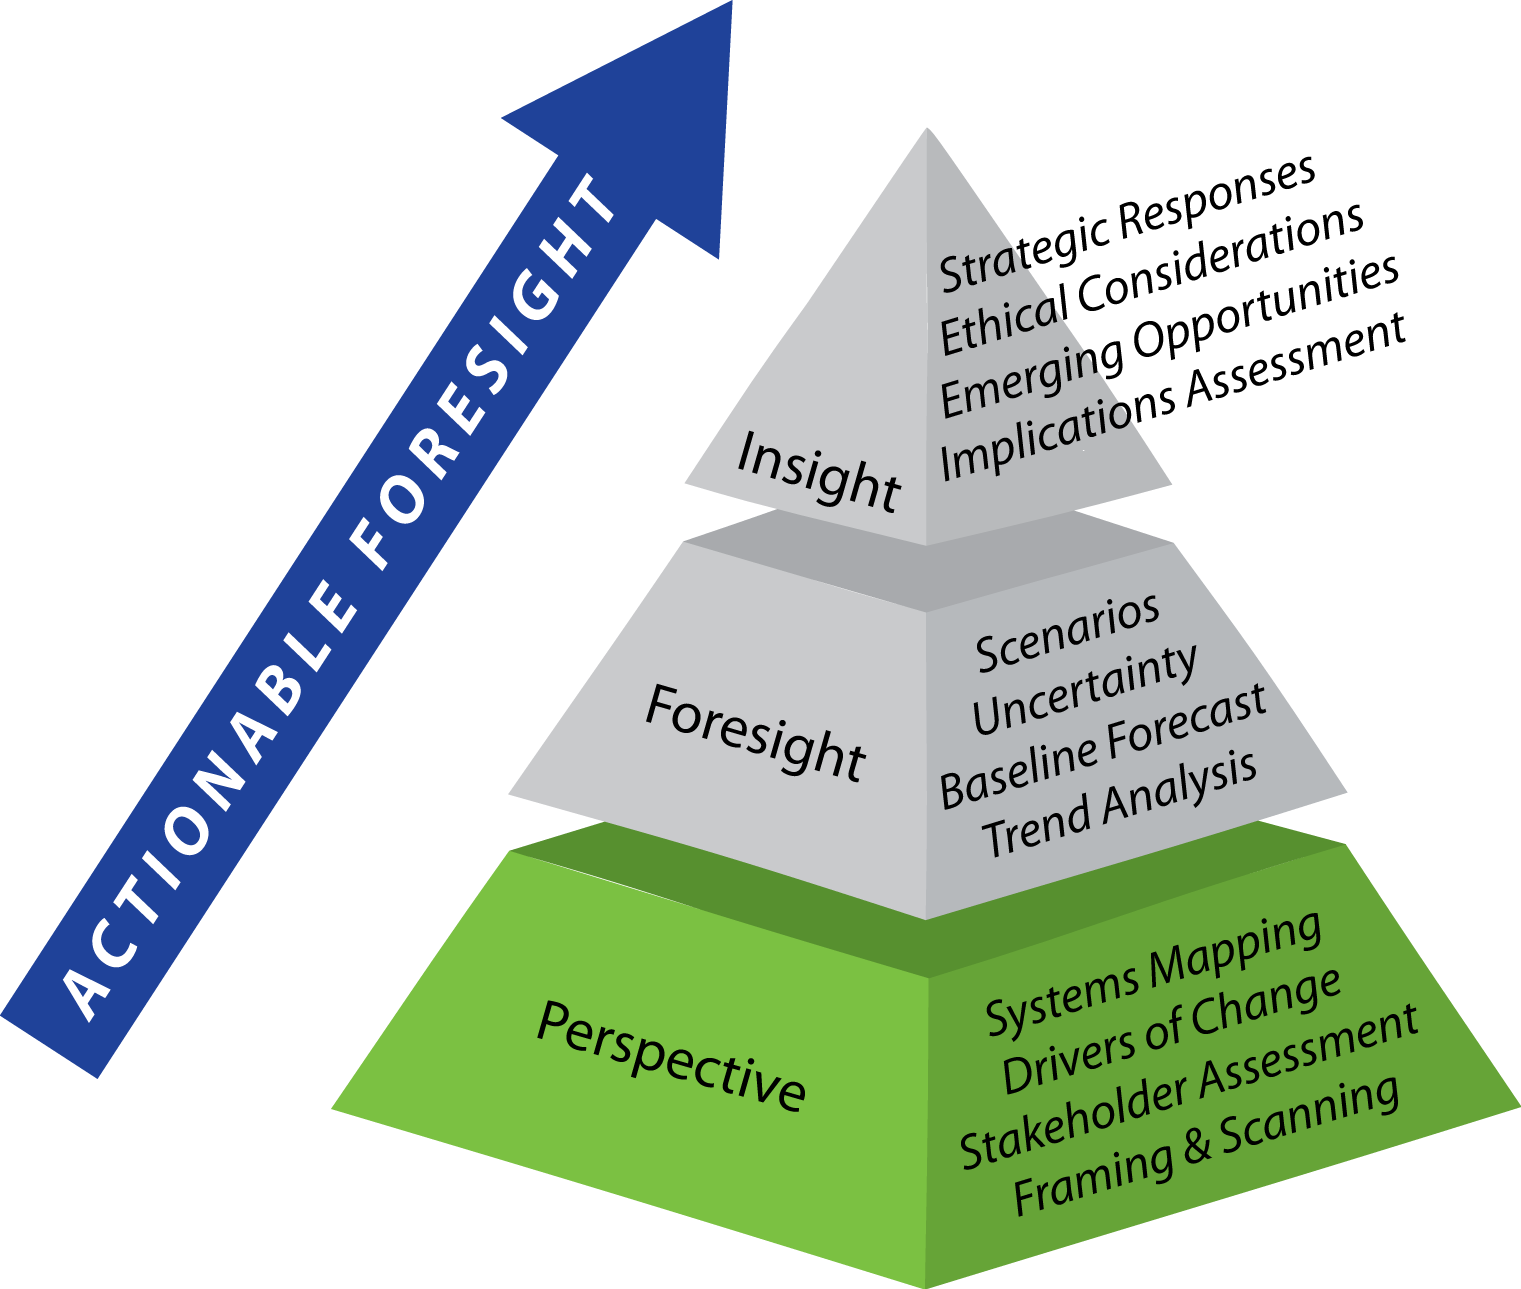 ACTIONABLE FORESIGHT
Insight
Strategic Responses
Ethical Considerations
Emerging Opportunities
Implications Assessment
Foresight
Scenarios
Uncertainty
Baseline Forecast
Trend Analysis
Perspective
Systems Mapping
Drivers of Change
Stakeholder Assessment
Framing & Scanning